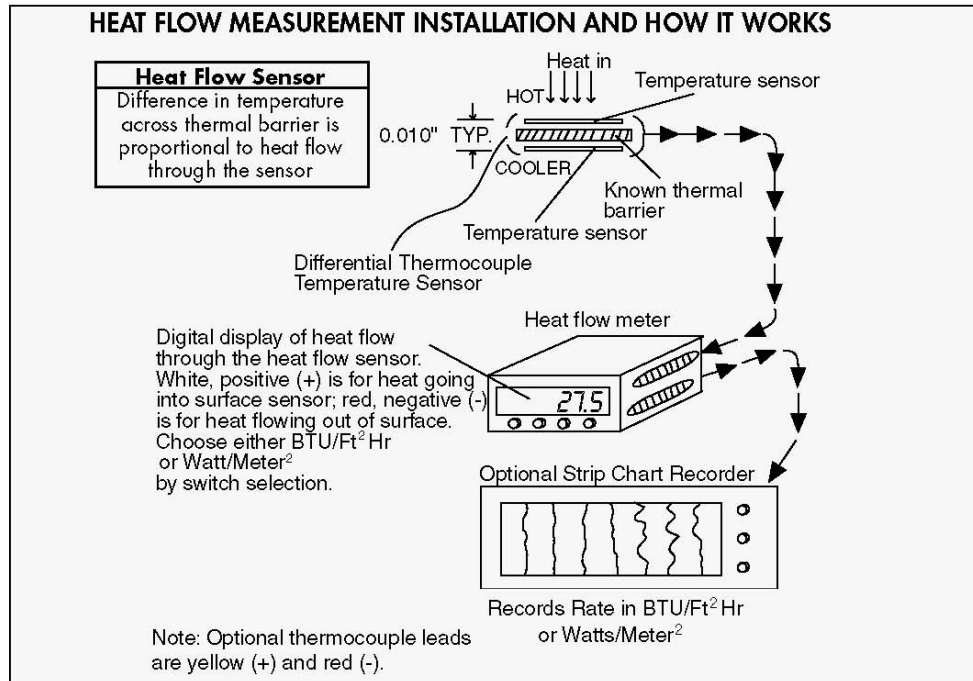 HEAT FLOW MEASUREMENT INSTALLATION AND HOW IT WORKS
Heat Flow Sensor
Difference in temperature
across thermal barrier is
proportional to heat flow
through the sensor
Heat in
Temperature sensor
HOT
0.010" TYP.
COOLER
Known thermal
barrier
Temperature sensor
Differential Thermocouple
Temperature Sensor
Heat flow meter
Digital display of heat flow
through the heat flow sensor.
White, positive (+) is for heat going
into surface sensor; red, negative (-)
is for heat flowing out of surface.
Choose either BTU/Ft² Hr
or Watt/Meter²
by switch selection.
27.5
Optional Strip Chart Recorder
Records Rate in BTU/Ft² Hr
or Watts/Meter²
Note: Optional thermocouple leads
are yellow (+) and red (-).